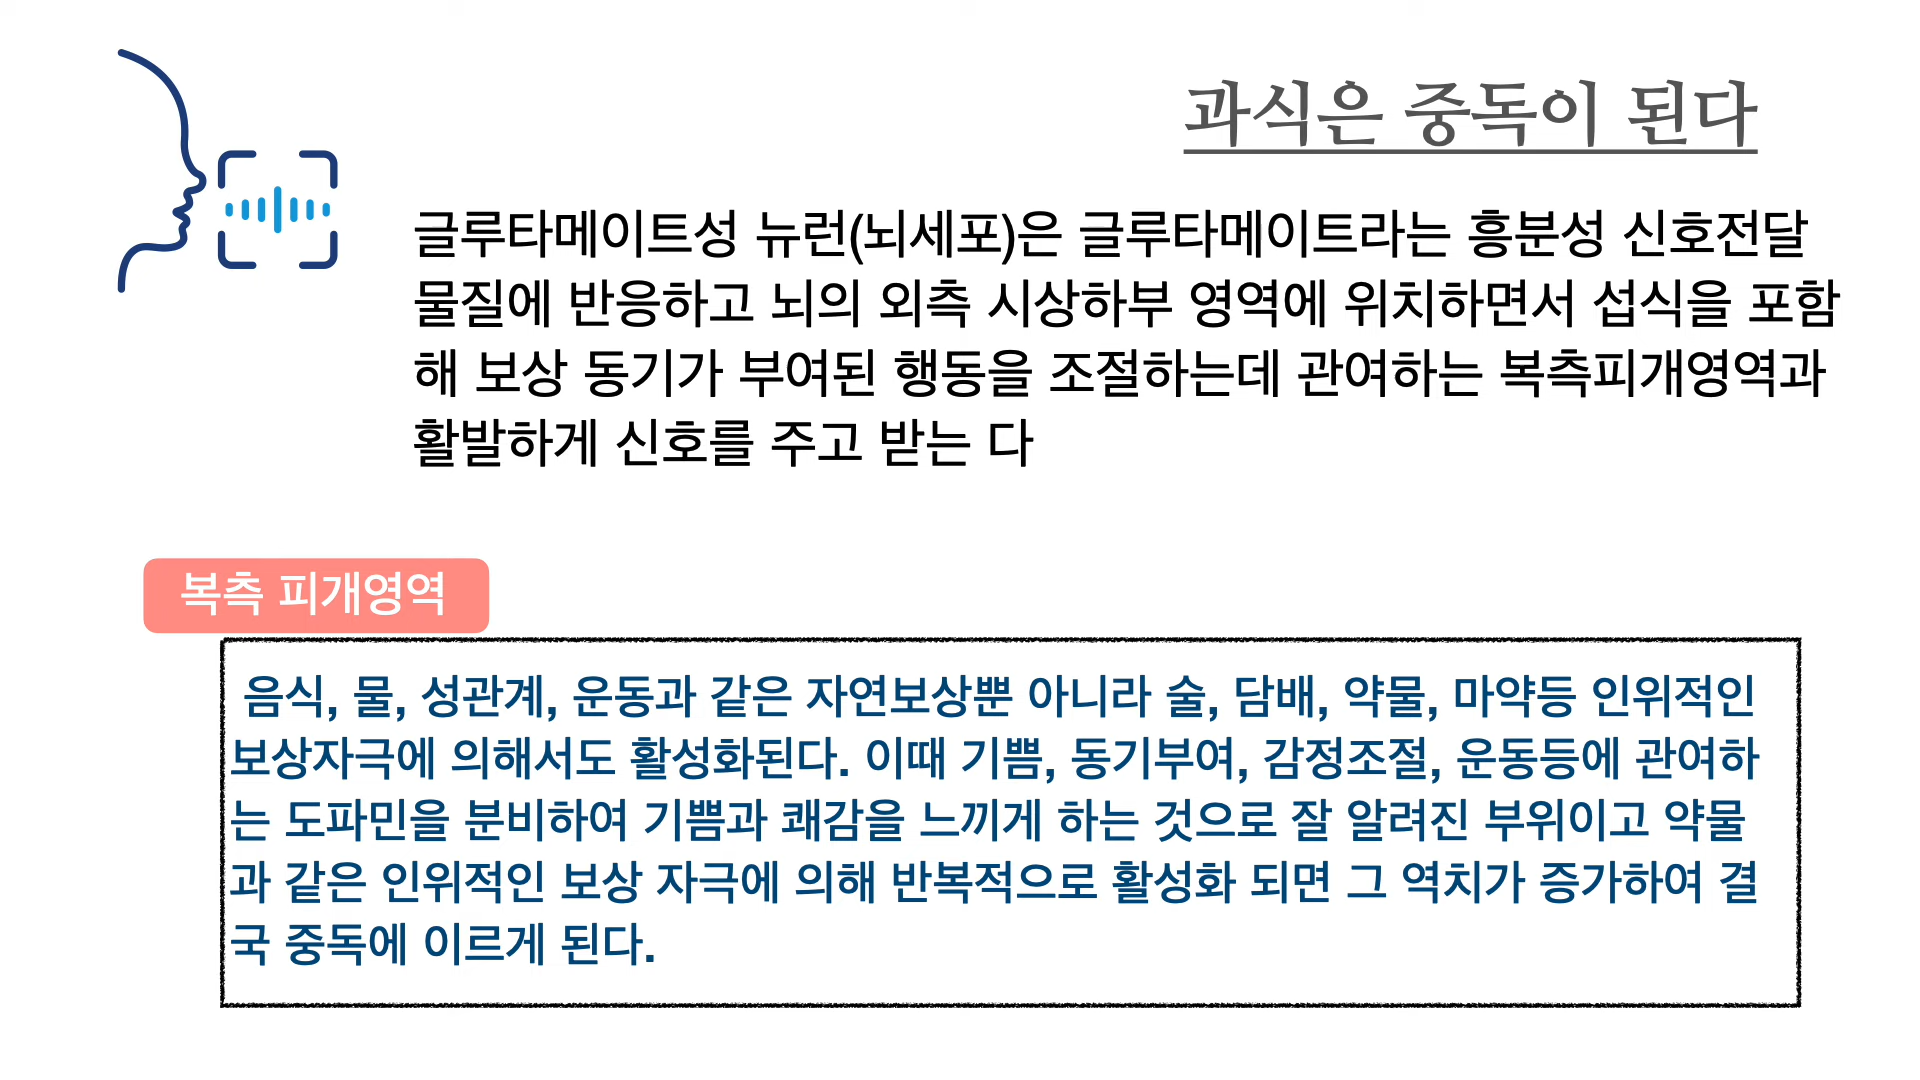 과식은 중독이 된다
글루타메이트성 뉴런(뇌세포)은 글루타메이트라는 흥분성 신호전달
물질에 반응하고 뇌의 외측 시상하부 영역에 위치하면서 섭식을 포함
해 보상 동기가 부여된 행동을 조절하는데 관여하는 복측피개영역과
활발하게 신호를 주고 받는 다
복측 피개영역
음식, 물, 성관계, 운동과 같은 자연보상뿐 아니라 술, 담배, 약물, 마약등 인위적인
보상자극에 의해서도 활성화된다. 이때 기쁨, 동기부여, 감정조절, 운동등에 관여하
는 도파민을 분비하여 기쁨과 쾌감을 느끼게 하는 것으로 잘 알려진 부위이고 약물
과 같은 인위적인 보상 자극에 의해 반복적으로 활성화 되면 그 역치가 증가하여 결
국 중독에 이르게 된다.